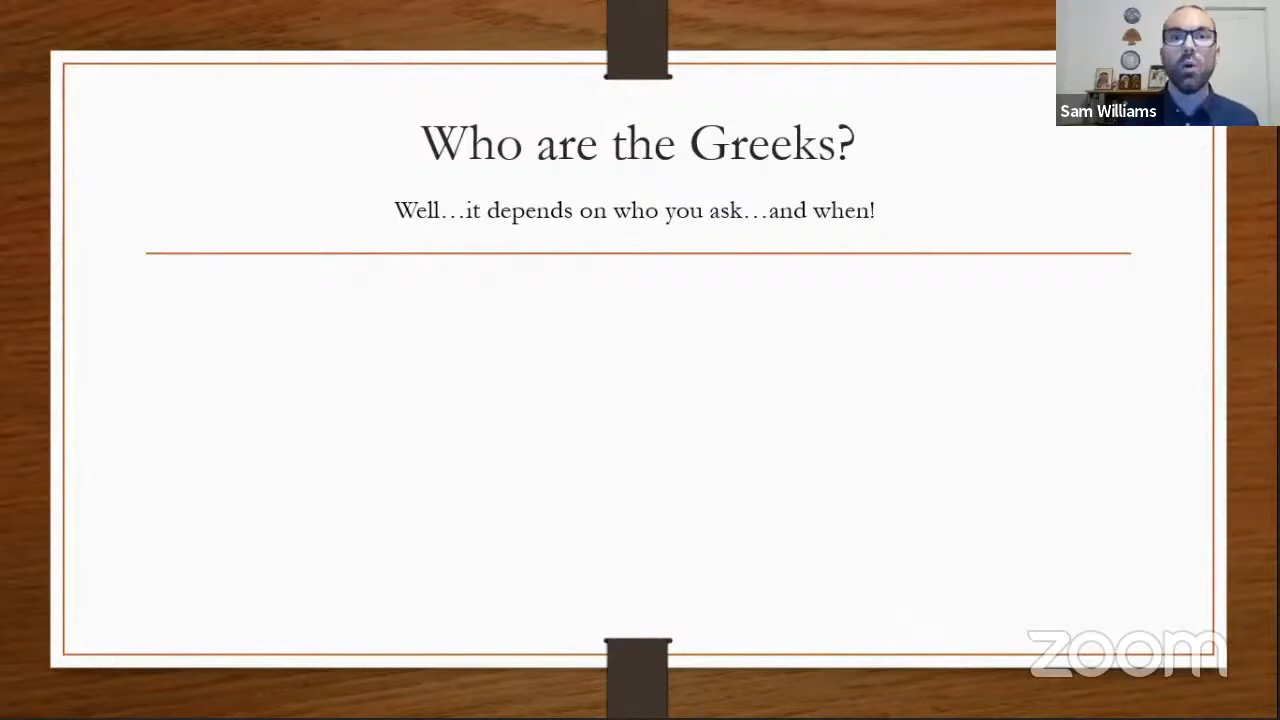 Who are the Greeks?
Well…it depends on who you ask…and when!
Sam Williams
zoom